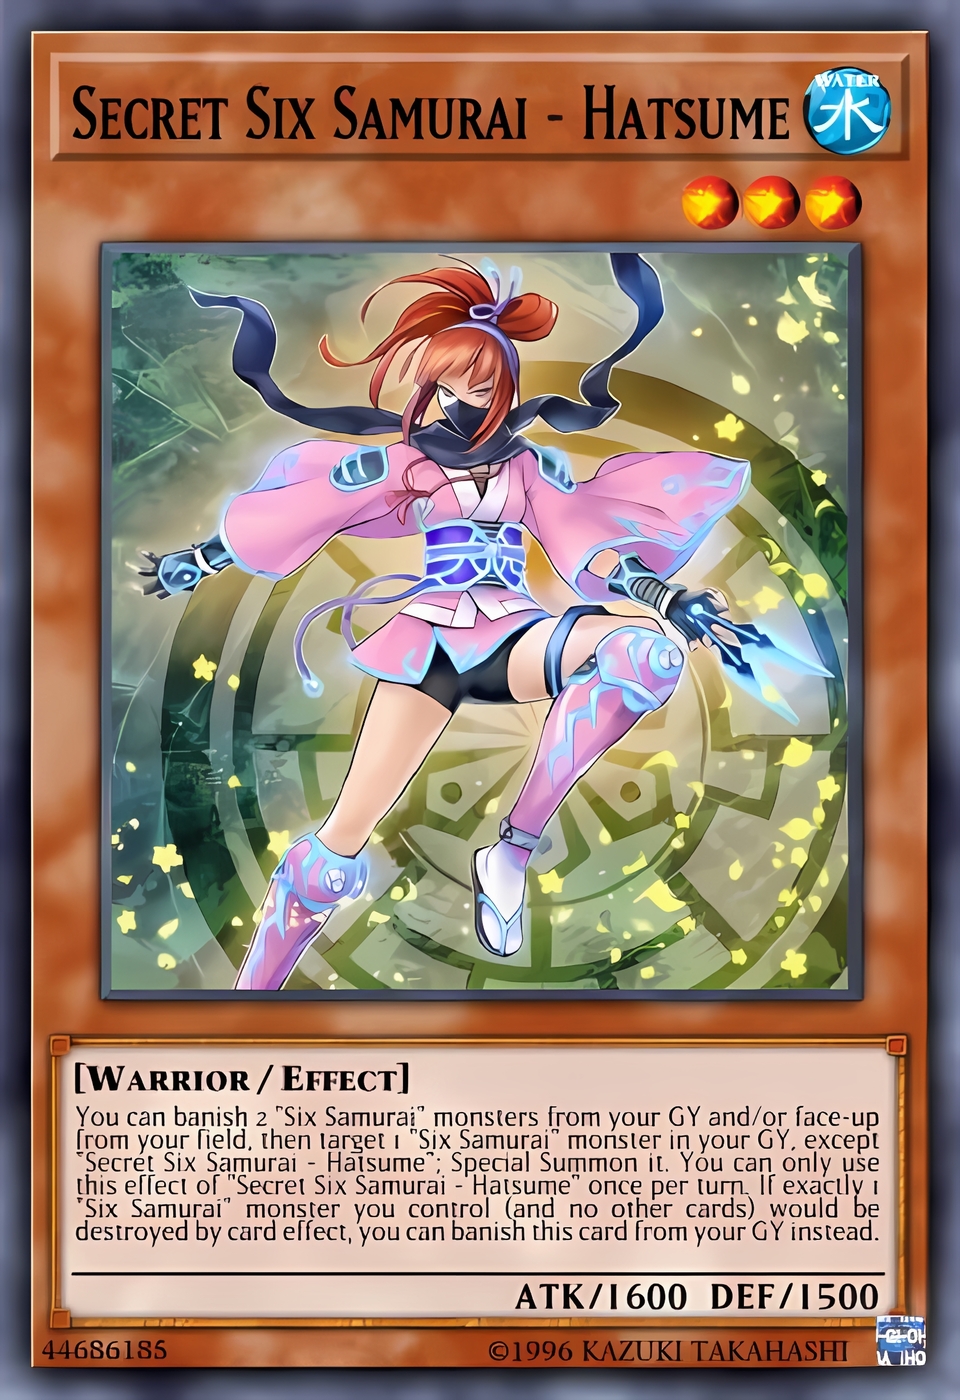 Secret Six Samurai - Hatsume
WATER
水
[Warrior / Effect]
You can banish 2 "Six Samurai" monsters from your GY and/or face-up
from your field, then target 1 "Six Samurai" monster in your GY, except
"Secret Six Samurai - Hatsume"; Special Summon it. You can only use
this effect of "Secret Six Samurai - Hatsume" once per turn. If exactly 1
"Six Samurai" monster you control (and no other cards) would be
destroyed by card effect, you can banish this card from your GY instead.
ATK/1600 DEF/1500
44686185
©1996 KAZUKI TAKAHASHI